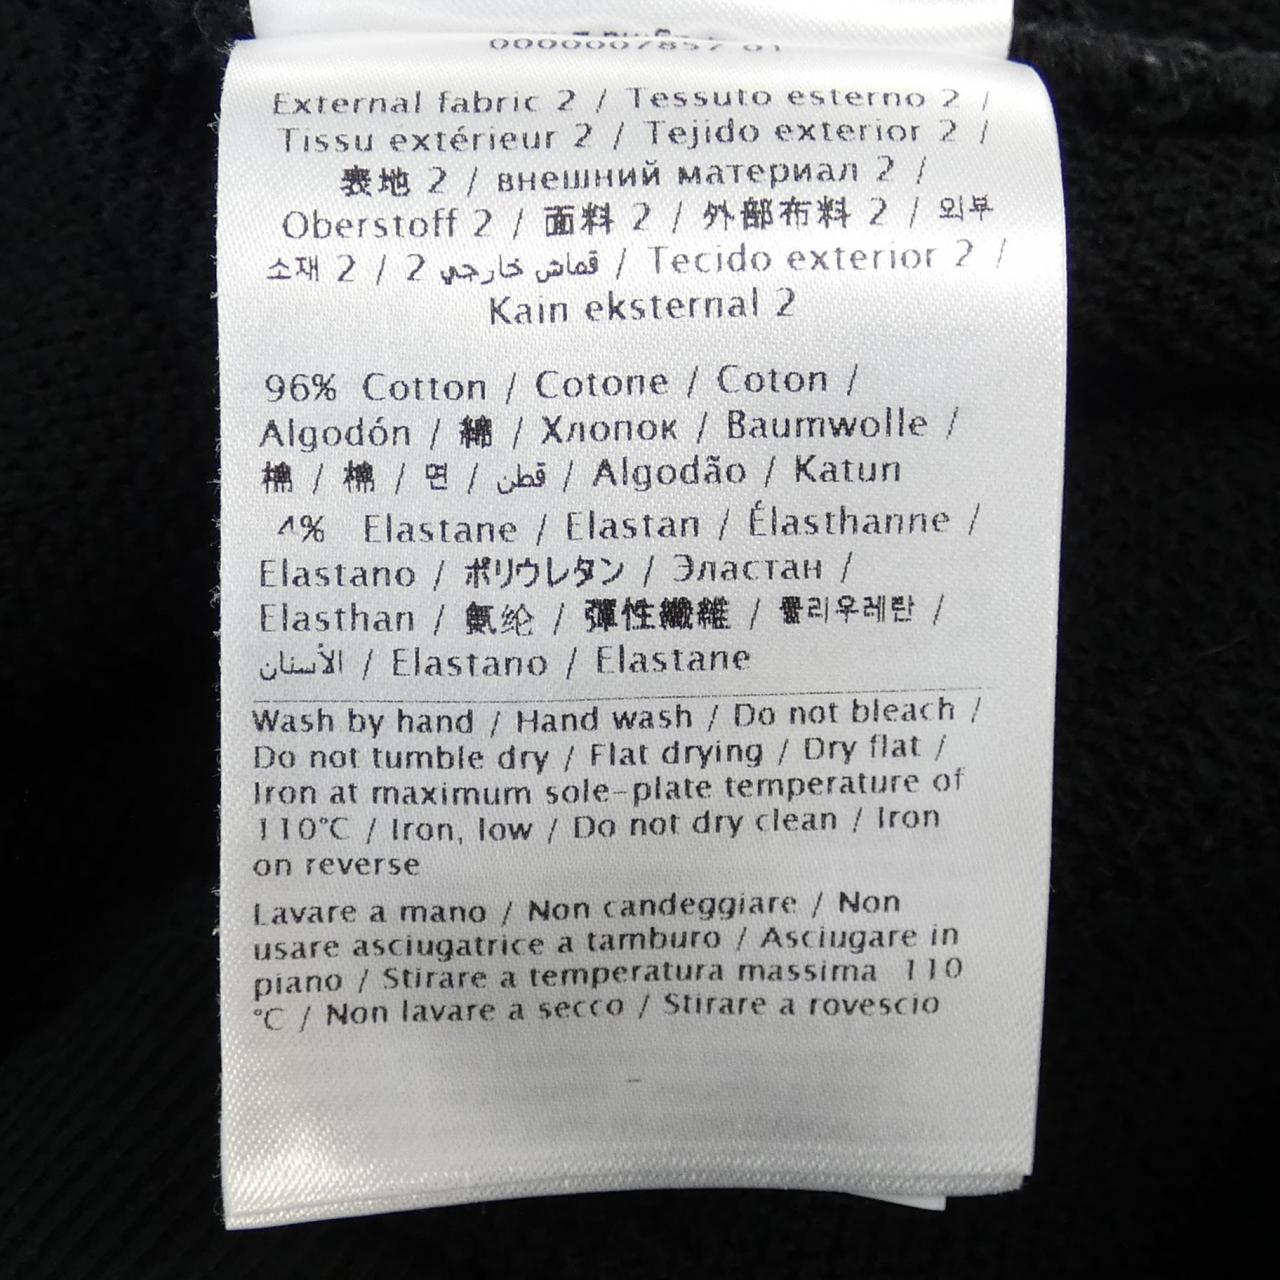 0000007857 01
External fabric 2 / Tessuto esterno 2 /
Tissu extérieur 2 / Tejido exterior 2 /
表地 2 / внешний материал 2 /
Oberstoff 2 / 面料 2 / 外部布料 2 / 외부
소재 2 / قماش خارجي 2 / Tecido exterior 2 /
Kain eksternal 2
96% Cotton / Cotone / Coton /
Algodón / 綿 / Хлопок / Baumwolle /
棉 / 棉 / 면 / قطن / Algodão / Katun
4% Elastane / Elastan / Élasthanne /
Elastano / ポリウレタン / Эластан /
Elasthan / 氨纶 / 彈性纖維 / 폴리우레탄 /
الأستان / Elastano / Elastane
Wash by hand / Hand wash / Do not bleach /
Do not tumble dry / Flat drying / Dry flat /
Iron at maximum sole-plate temperature of
110°C / Iron, low / Do not dry clean / Iron
on reverse
Lavare a mano / Non candeggiare / Non
usare asciugatrice a tamburo / Asciugare in
piano / Stirare a temperatura massima 110
°C / Non lavare a secco / Stirare a rovescio